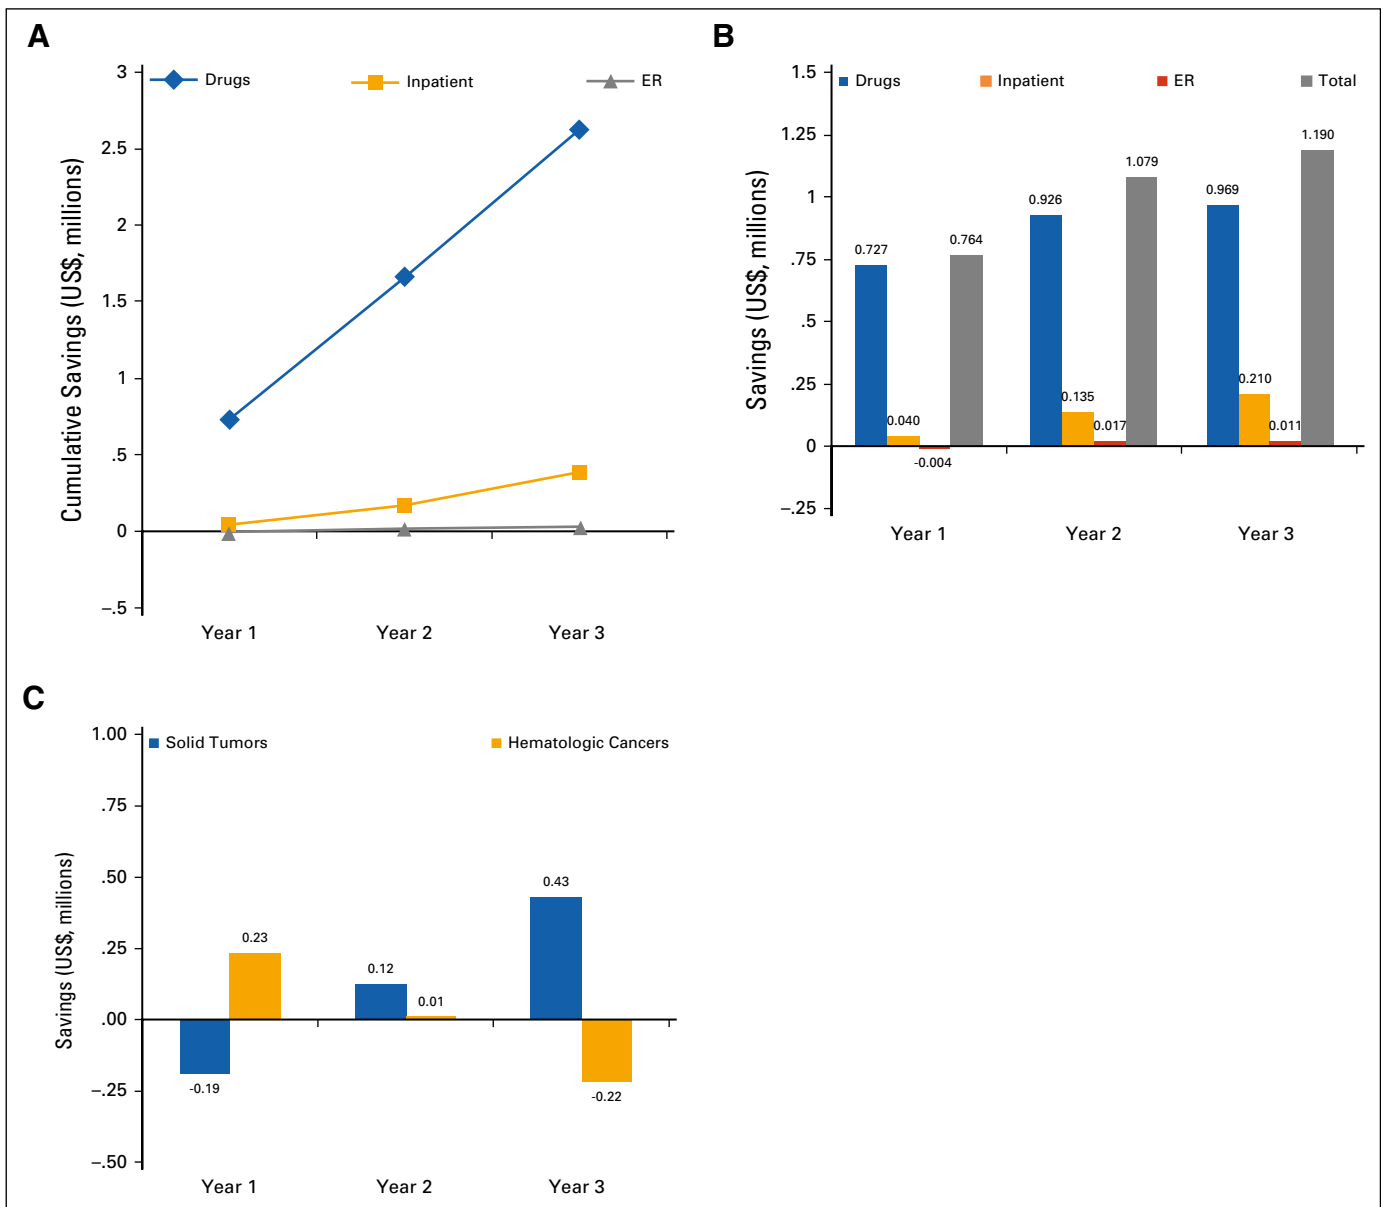 A
3
Drugs Inpatient ER
2.5
2
1.5
1
.5
0
–.5
Cumulative Savings (US$, millions)
Year 1 Year 2 Year 3
B
1.5
Drugs Inpatient ER Total
1.25
1
.75
.5
.25
0
–.25
Savings (US$, millions)
0.727 0.040 -0.004 0.764
0.926 0.135 0.017 1.079
0.969 0.210 0.011 1.190
Year 1 Year 2 Year 3
C
1.00
Solid Tumors Hematologic Cancers
.75
.50
.25
.00
–.25
–.50
Savings (US$, millions)
-0.19 0.23
0.12 0.01
0.43 -0.22
Year 1 Year 2 Year 3